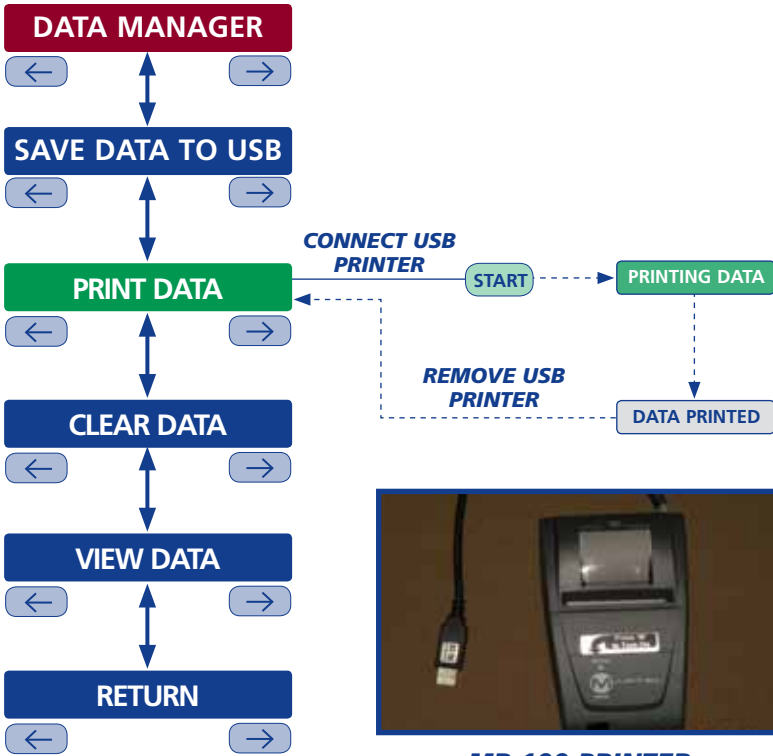 DATA MANAGER
← →
SAVE DATA TO USB
← →
CONNECT USB
PRINTER
PRINT DATA
START
PRINTING DATA
← →
REMOVE USB
PRINTER
DATA PRINTED
CLEAR DATA
← →
VIEW DATA
← →
RETURN
← →